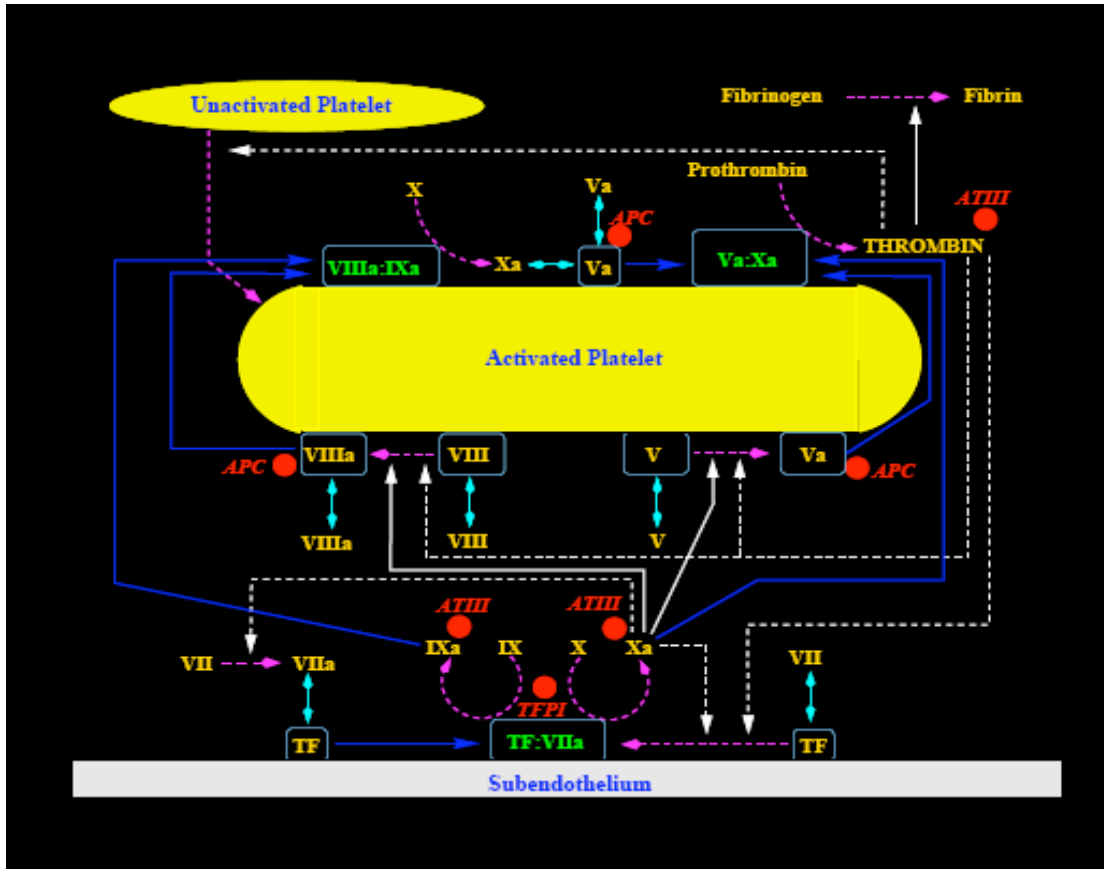 Unactivated Platelet
Fibrinogen
Fibrin
X
Va
Prothrombin
APC
ATIII
THROMBIN
VIIIa:IXa
Xa
Va
Va:Xa
Activated Platelet
VIIIa
VIII
V
Va
APC
APC
VIIIa
VIII
V
ATIII
ATIII
IXa
IX
X
Xa
VII
VIIa
VII
TFPI
TF
TF:VIIa
TF
Subendothelium